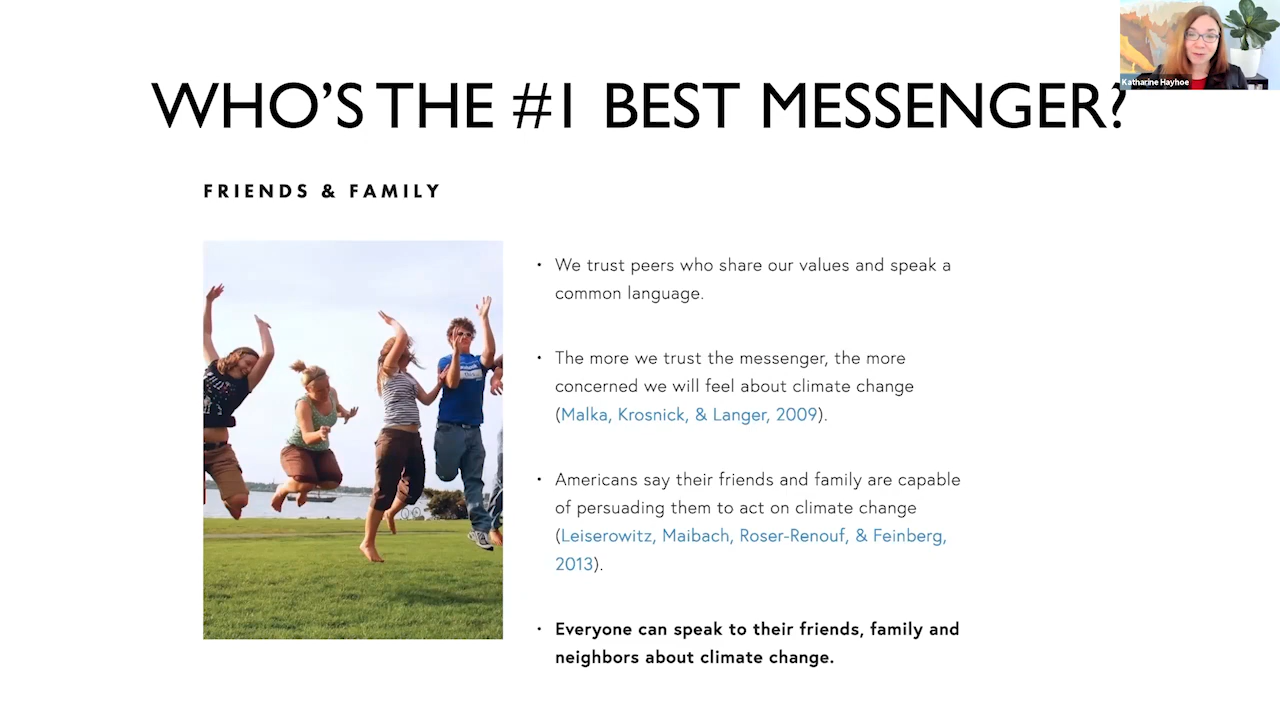 Katharine Hayhoe
WHO'S THE #1 BEST MESSENGER?
FRIENDS & FAMILY
• We trust peers who share our values and speak a
common language.
• The more we trust the messenger, the more
concerned we will feel about climate change
(Malka, Krosnick, & Langer, 2009).
• Americans say their friends and family are capable
of persuading them to act on climate change
(Leiserowitz, Maibach, Roser-Renouf, & Feinberg,
2013).
• Everyone can speak to their friends, family and
neighbors about climate change.